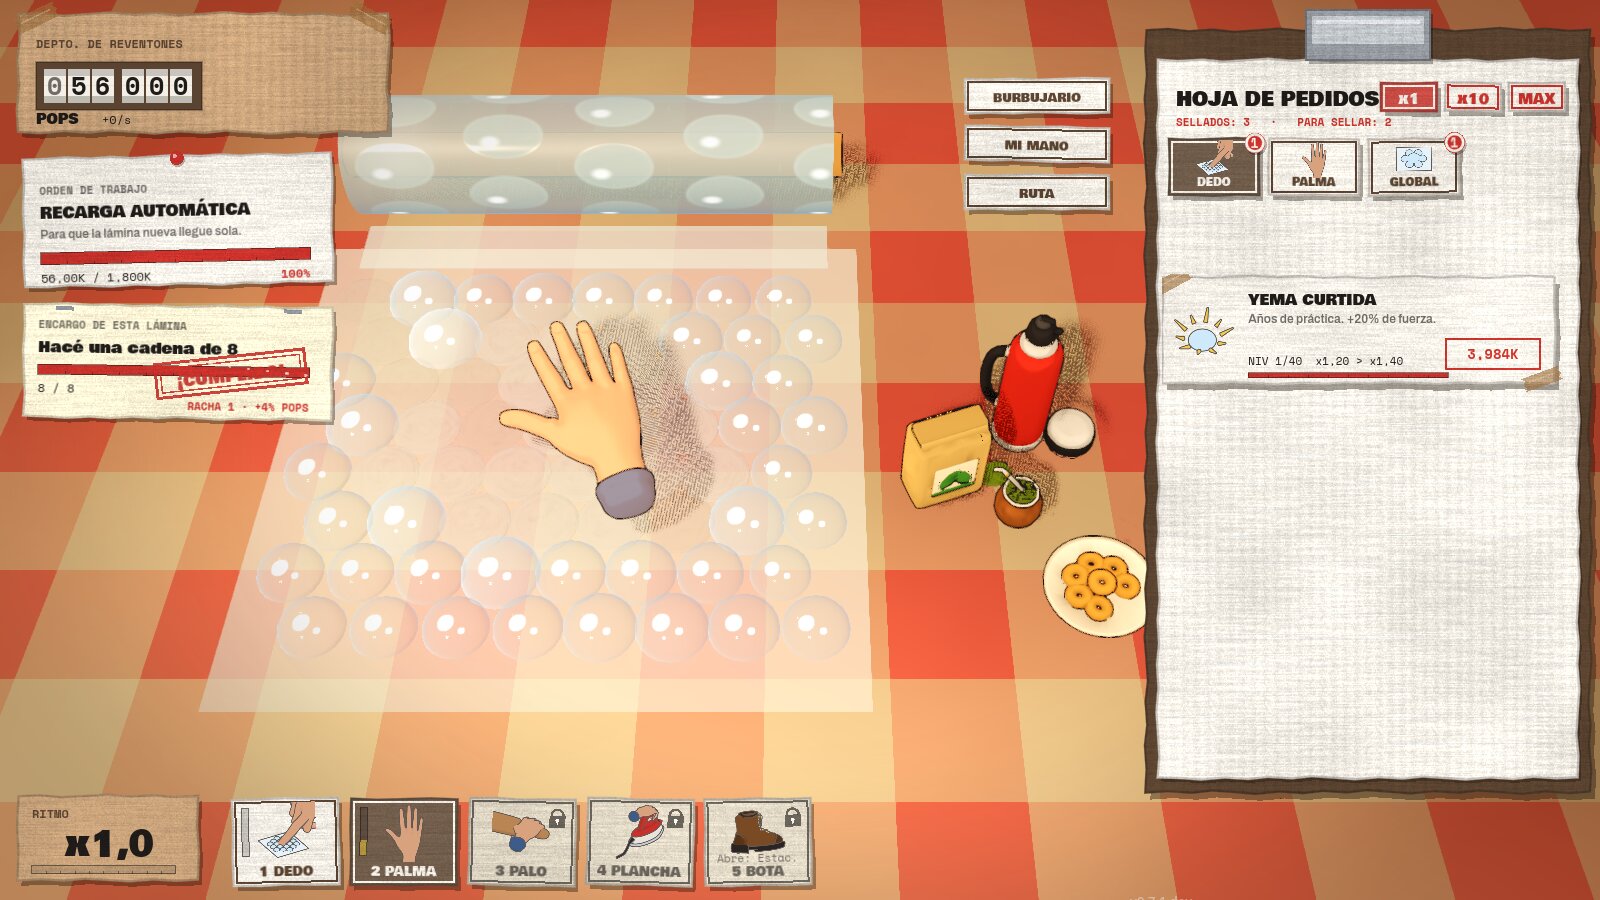 DEPTO. DE REVENTONES
056000
POPS +0/s
ORDEN DE TRABAJO
RECARGA AUTOMÁTICA
Para que la lámina nueva llegue sola.
56,00K / 1,800K 100%
ENCARGO DE ESTA LÁMINA
Hacé una cadena de 8
8 / 8
RACHA 1 · +4% POPS
BURBUJARIO
MI MANO
RUTA
HOJA DE PEDIDOS x1 x10 MAX
SELLADOS: 3 · PARA SELLAR: 2
1 1
DEDO PALMA GLOBAL
YEMA CURTIDA
Años de práctica. +20% de fuerza.
NIV 1/40 x1,20 > x1,40 3,984K
RITMO
x1,0
1 DEDO
2 PALMA
3 PALO
4 PLANCHA
Abre: Estac.
5 BOTA